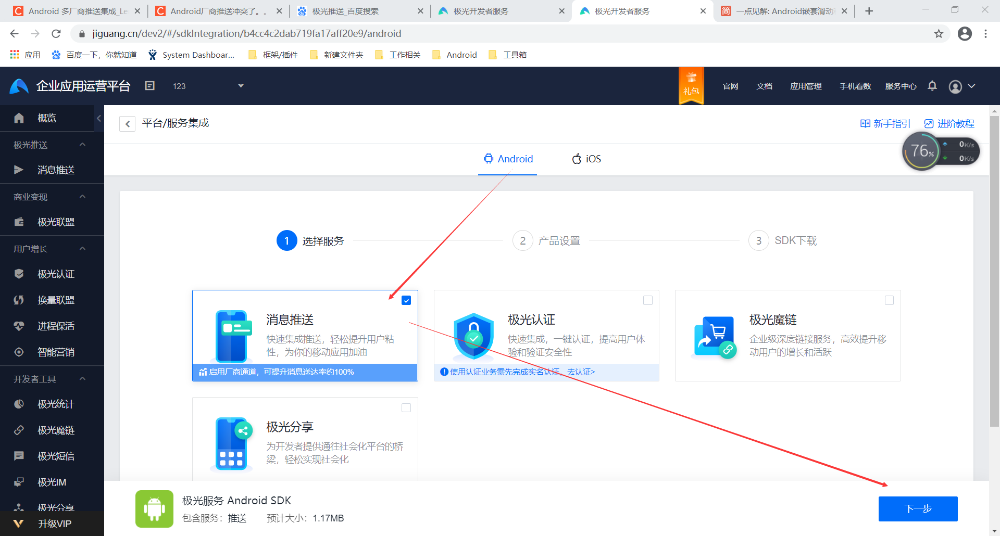 Android 多厂商推送集成_Le
Android厂商推送冲突了。。
极光推送_百度搜索
极光开发者服务
极光开发者服务
一点见解: Android嵌套滑动
jiguang.cn/dev2/#/sdkIntegration/b4cc4c2dab719fa17aff20e9/android
应用
百度一下，你就知道
System Dashboar...
框架/插件
新建文件夹
工作相关
Android
工具箱
企业应用运营平台
123
礼包
官网
文档
应用管理
手机看数
服务中心
概览
极光推送
消息推送
商业变现
极光联盟
用户增长
极光认证
换量联盟
进程保活
智能营销
开发者工具
极光统计
极光魔链
极光短信
极光IM
极光分享
升级VIP
平台/服务集成
新手指引
进阶教程
76%
0K/s
0K/s
Android
iOS
1 选择服务
2 产品设置
3 SDK下载
消息推送
快速集成推送，轻松提升用户粘
性，为你的移动应用加油
启用厂商通道，可提升消息送达率约100%
极光认证
快速集成，一键认证，提高用户体
验和验证安全性
使用认证业务需先完成实名认证，去认证>
极光魔链
企业级深度链接服务，高效提升移
动用户的增长和活跃
极光分享
为开发者提供通往社会化平台的桥
梁，轻松实现社会化
极光服务 Android SDK
包含服务：推送 预计大小：1.17MB
下一步